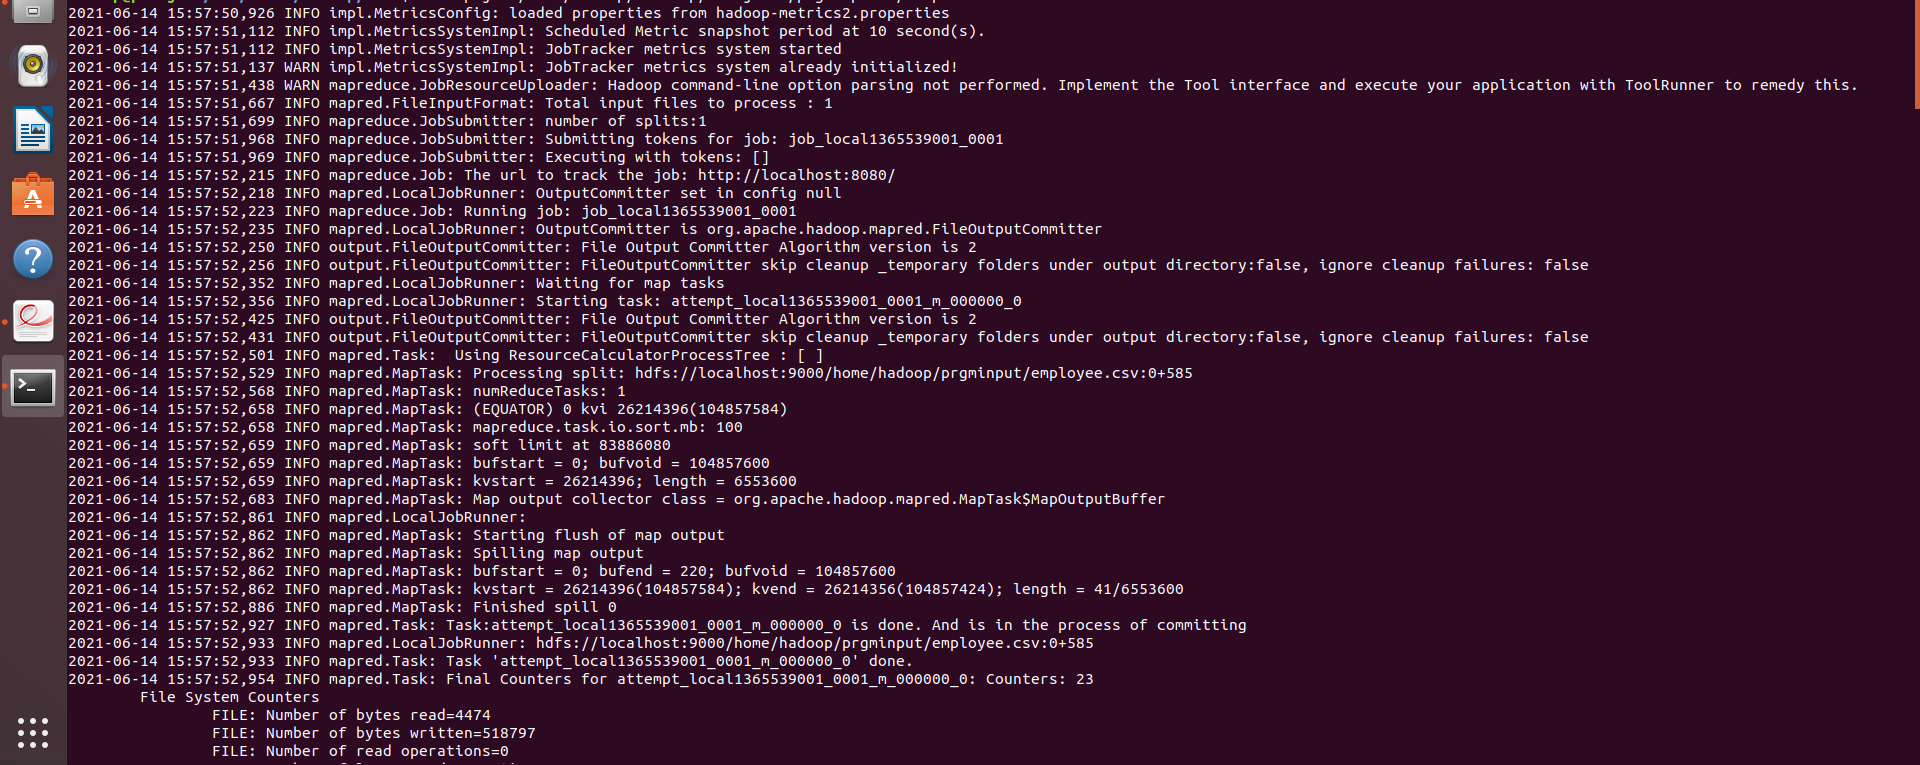 2021-06-14 15:57:50,926 INFO impl.MetricsConfig: loaded properties from hadoop-metrics2.properties
2021-06-14 15:57:51,112 INFO impl.MetricsSystemImpl: Scheduled Metric snapshot period at 10 second(s).
2021-06-14 15:57:51,112 INFO impl.MetricsSystemImpl: JobTracker metrics system started
2021-06-14 15:57:51,137 WARN impl.MetricsSystemImpl: JobTracker metrics system already initialized!
2021-06-14 15:57:51,438 WARN mapreduce.JobResourceUploader: Hadoop command-line option parsing not performed. Implement the Tool interface and execute your application with ToolRunner to remedy this.
2021-06-14 15:57:51,667 INFO mapred.FileInputFormat: Total input files to process : 1
2021-06-14 15:57:51,699 INFO mapreduce.JobSubmitter: number of splits:1
2021-06-14 15:57:51,968 INFO mapreduce.JobSubmitter: Submitting tokens for job: job_local1365539001_0001
2021-06-14 15:57:51,969 INFO mapreduce.JobSubmitter: Executing with tokens: []
2021-06-14 15:57:52,215 INFO mapreduce.Job: The url to track the job: http://localhost:8080/
2021-06-14 15:57:52,218 INFO mapred.LocalJobRunner: OutputCommitter set in config null
2021-06-14 15:57:52,223 INFO mapreduce.Job: Running job: job_local1365539001_0001
2021-06-14 15:57:52,235 INFO mapred.LocalJobRunner: OutputCommitter is org.apache.hadoop.mapred.FileOutputCommitter
2021-06-14 15:57:52,250 INFO output.FileOutputCommitter: File Output Committer Algorithm version is 2
2021-06-14 15:57:52,256 INFO output.FileOutputCommitter: FileOutputCommitter skip cleanup _temporary folders under output directory:false, ignore cleanup failures: false
2021-06-14 15:57:52,352 INFO mapred.LocalJobRunner: Waiting for map tasks
2021-06-14 15:57:52,356 INFO mapred.LocalJobRunner: Starting task: attempt_local1365539001_0001_m_000000_0
2021-06-14 15:57:52,425 INFO output.FileOutputCommitter: File Output Committer Algorithm version is 2
2021-06-14 15:57:52,431 INFO output.FileOutputCommitter: FileOutputCommitter skip cleanup _temporary folders under output directory:false, ignore cleanup failures: false
2021-06-14 15:57:52,501 INFO mapred.Task:  Using ResourceCalculatorProcessTree : [ ]
2021-06-14 15:57:52,529 INFO mapred.MapTask: Processing split: hdfs://localhost:9000/home/hadoop/prgminput/employee.csv:0+585
2021-06-14 15:57:52,568 INFO mapred.MapTask: numReduceTasks: 1
2021-06-14 15:57:52,658 INFO mapred.MapTask: (EQUATOR) 0 kvi 26214396(104857584)
2021-06-14 15:57:52,658 INFO mapred.MapTask: mapreduce.task.io.sort.mb: 100
2021-06-14 15:57:52,659 INFO mapred.MapTask: soft limit at 83886080
2021-06-14 15:57:52,659 INFO mapred.MapTask: bufstart = 0; bufvoid = 104857600
2021-06-14 15:57:52,659 INFO mapred.MapTask: kvstart = 26214396; length = 6553600
2021-06-14 15:57:52,683 INFO mapred.MapTask: Map output collector class = org.apache.hadoop.mapred.MapTask$MapOutputBuffer
2021-06-14 15:57:52,861 INFO mapred.LocalJobRunner:
2021-06-14 15:57:52,862 INFO mapred.MapTask: Starting flush of map output
2021-06-14 15:57:52,862 INFO mapred.MapTask: Spilling map output
2021-06-14 15:57:52,862 INFO mapred.MapTask: bufstart = 0; bufend = 220; bufvoid = 104857600
2021-06-14 15:57:52,862 INFO mapred.MapTask: kvstart = 26214396(104857584); kvend = 26214356(104857424); length = 41/6553600
2021-06-14 15:57:52,886 INFO mapred.MapTask: Finished spill 0
2021-06-14 15:57:52,927 INFO mapred.Task: Task:attempt_local1365539001_0001_m_000000_0 is done. And is in the process of committing
2021-06-14 15:57:52,933 INFO mapred.LocalJobRunner: hdfs://localhost:9000/home/hadoop/prgminput/employee.csv:0+585
2021-06-14 15:57:52,933 INFO mapred.Task: Task 'attempt_local1365539001_0001_m_000000_0' done.
2021-06-14 15:57:52,954 INFO mapred.Task: Final Counters for attempt_local1365539001_0001_m_000000_0: Counters: 23
File System Counters
FILE: Number of bytes read=4474
FILE: Number of bytes written=518797
FILE: Number of read operations=0